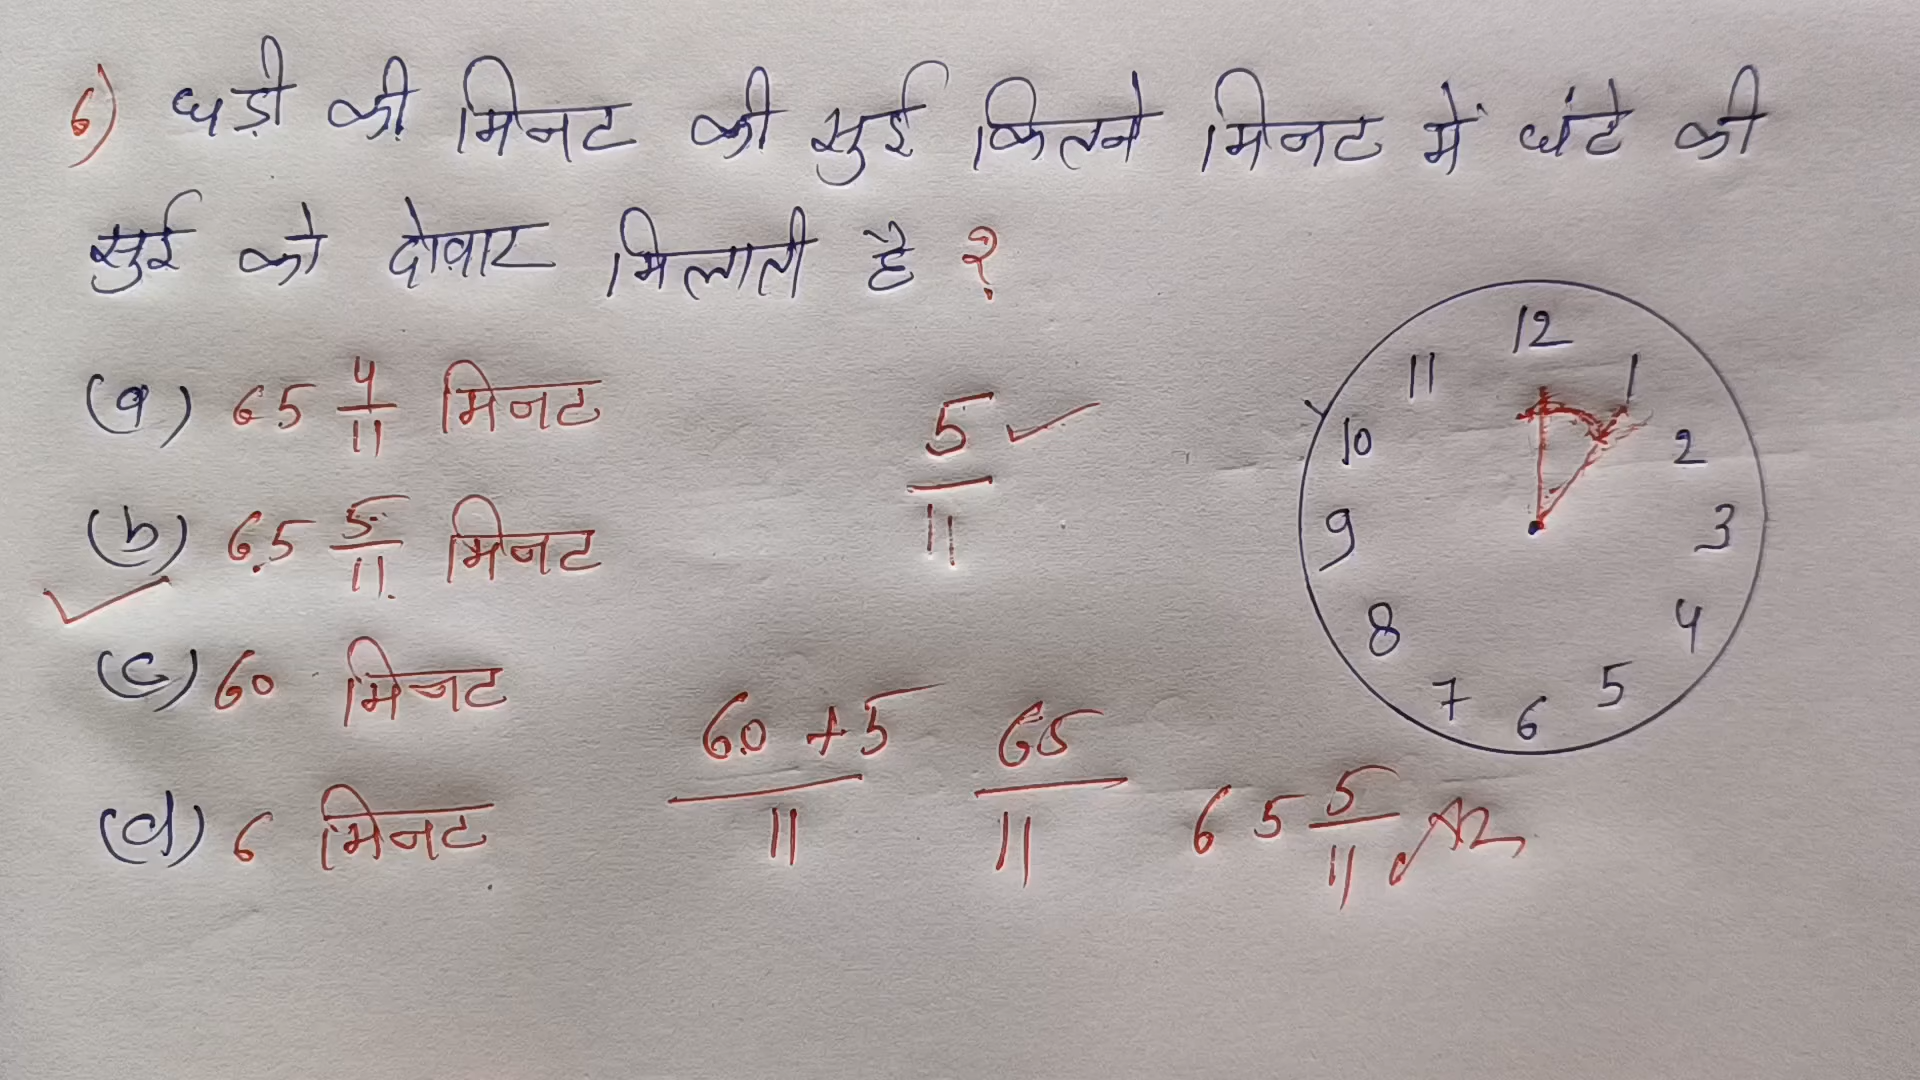 6) घड़ी की मिनट की सुई कितने मिनट में घंटे की
सुई को दोबार मिलाती है ?
(a) 65 4/11 मिनट
(b) 65 5/11 मिनट
(c) 60 मिनट
(d) 6 मिनट
5/11
60+5/11 65/11 65 5/11
12
11 1
10 2
9 3
8 4
7 5
6